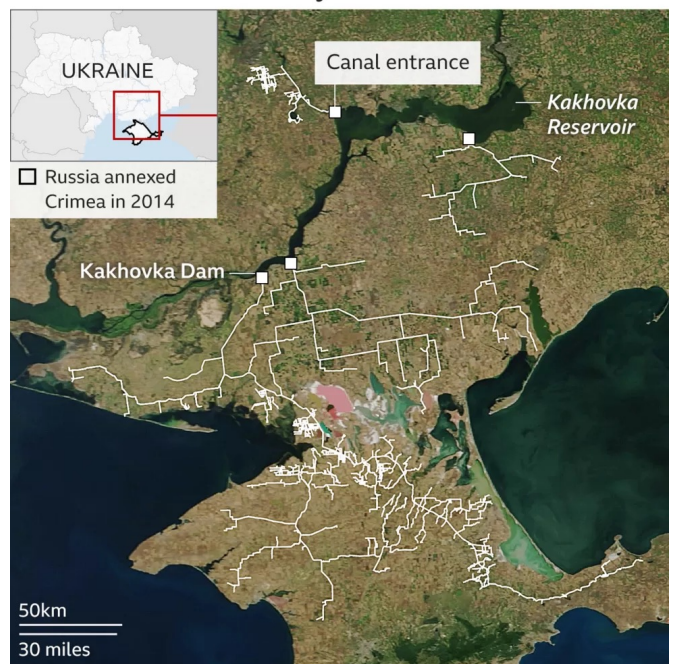 UKRAINE
Russia annexed
Crimea in 2014
Canal entrance
Kakhovka
Reservoir
Kakhovka Dam
50km
30 miles